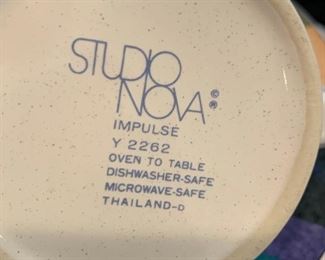 STUDIO
NOVA ©®
IMPULSE
Y 2262
OVEN TO TABLE
DISHWASHER-SAFE
MICROWAVE-SAFE
THAILAND-D